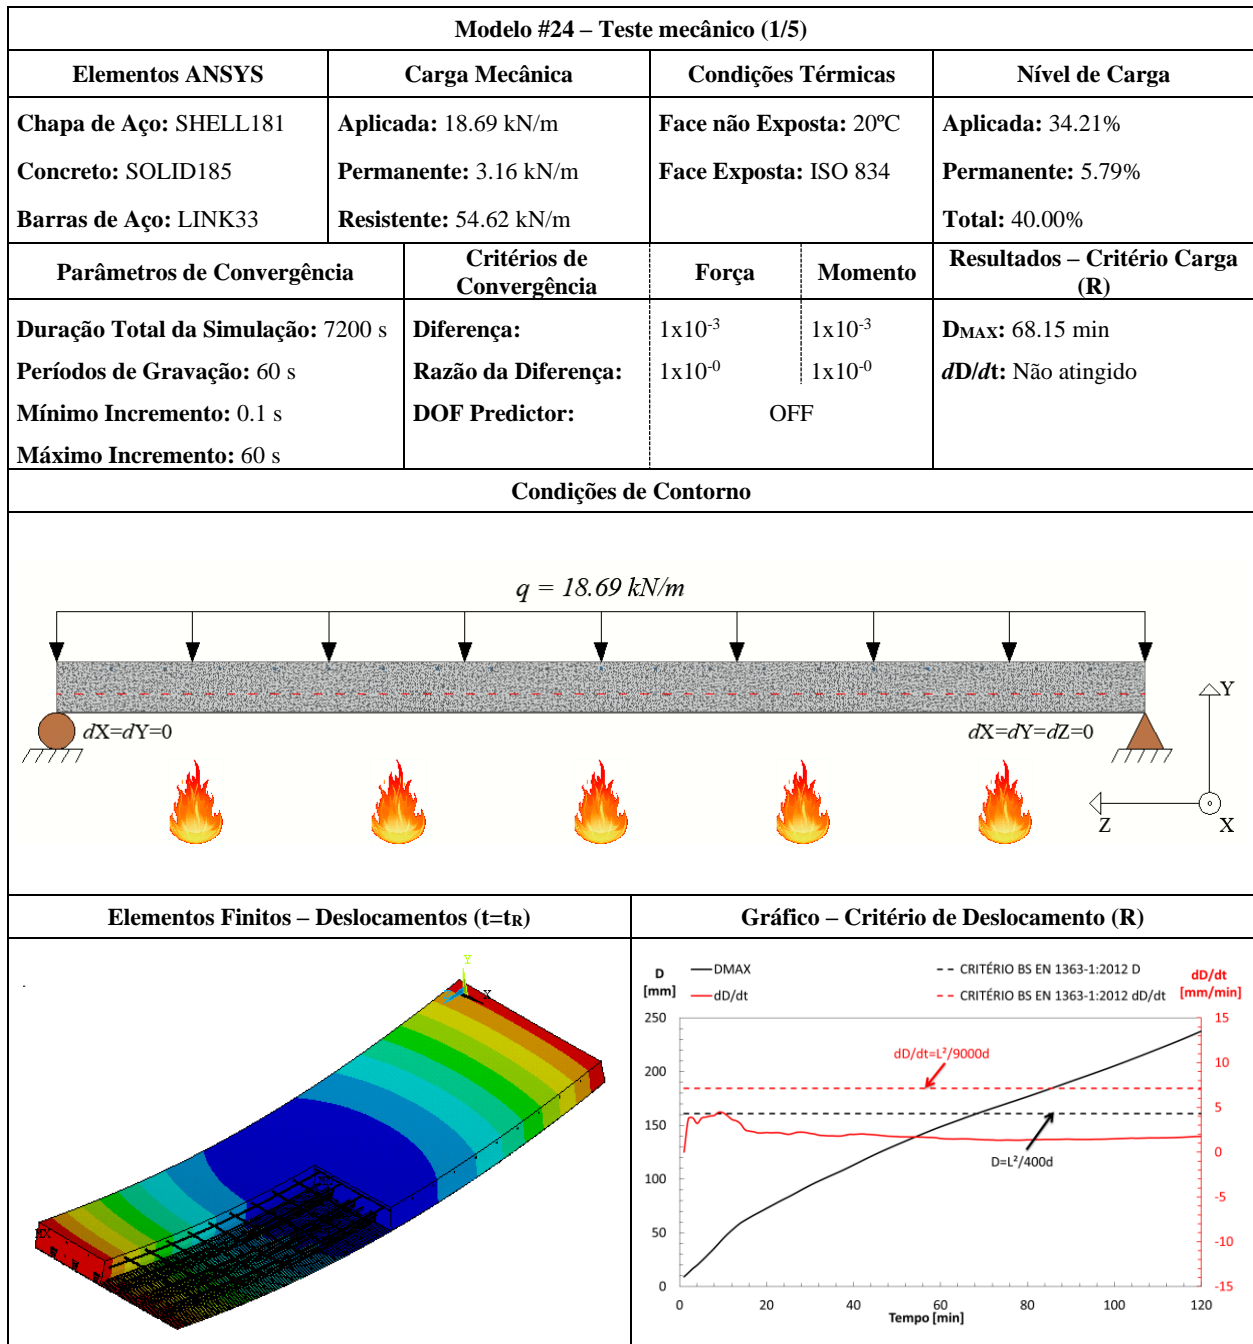 Modelo #24 – Teste mecânico (1/5)
Elementos ANSYS
Carga Mecânica
Condições Térmicas
Nível de Carga
Chapa de Aço: SHELL181
Concreto: SOLID185
Barras de Aço: LINK33
Aplicada: 18.69 kN/m
Permanente: 3.16 kN/m
Resistente: 54.62 kN/m
Face não Exposta: 20ºC
Face Exposta: ISO 834
Aplicada: 34.21%
Permanente: 5.79%
Total: 40.00%
Parâmetros de Convergência
Critérios de
Convergência
Força
Momento
Resultados – Critério Carga
(R)
Duração Total da Simulação: 7200 s
Períodos de Gravação: 60 s
Mínimo Incremento: 0.1 s
Máximo Incremento: 60 s
Diferença: 1x10-3 1x10-3
Razão da Diferença: 1x10-0 1x10-0
DOF Predictor: OFF
DMAX: 68.15 min
dD/dt: Não atingido
Condições de Contorno
q = 18.69 kN/m
dX=dY=0
dX=dY=dZ=0
Y
Z
X
Elementos Finitos – Deslocamentos (t=tR)
Gráfico – Critério de Deslocamento (R)
Y
X
MX
D
[mm]
DMAX
dD/dt
CRITÉRIO BS EN 1363-1:2012 D
CRITÉRIO BS EN 1363-1:2012 dD/dt
dD/dt
[mm/min]
250
200
150
100
50
0
dD/dt=L²/9000d
D=L²/400d
15
10
5
0
-5
-10
-15
0 20 40 60 80 100 120
Tempo [min]